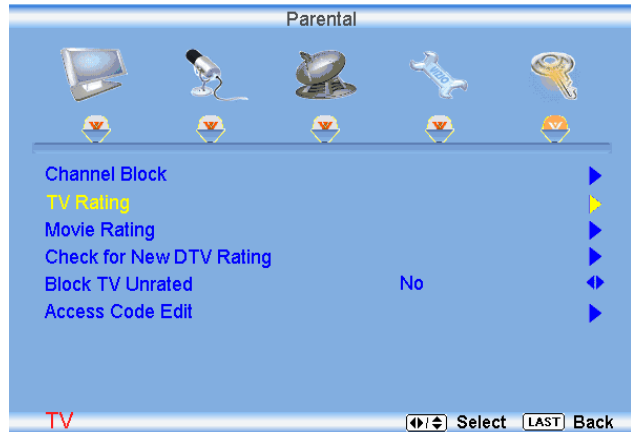 Parental
VIZIO
Channel Block
TV Rating
Movie Rating
Check for New DTV Rating
Block TV Unrated No
Access Code Edit
TV Select LAST Back